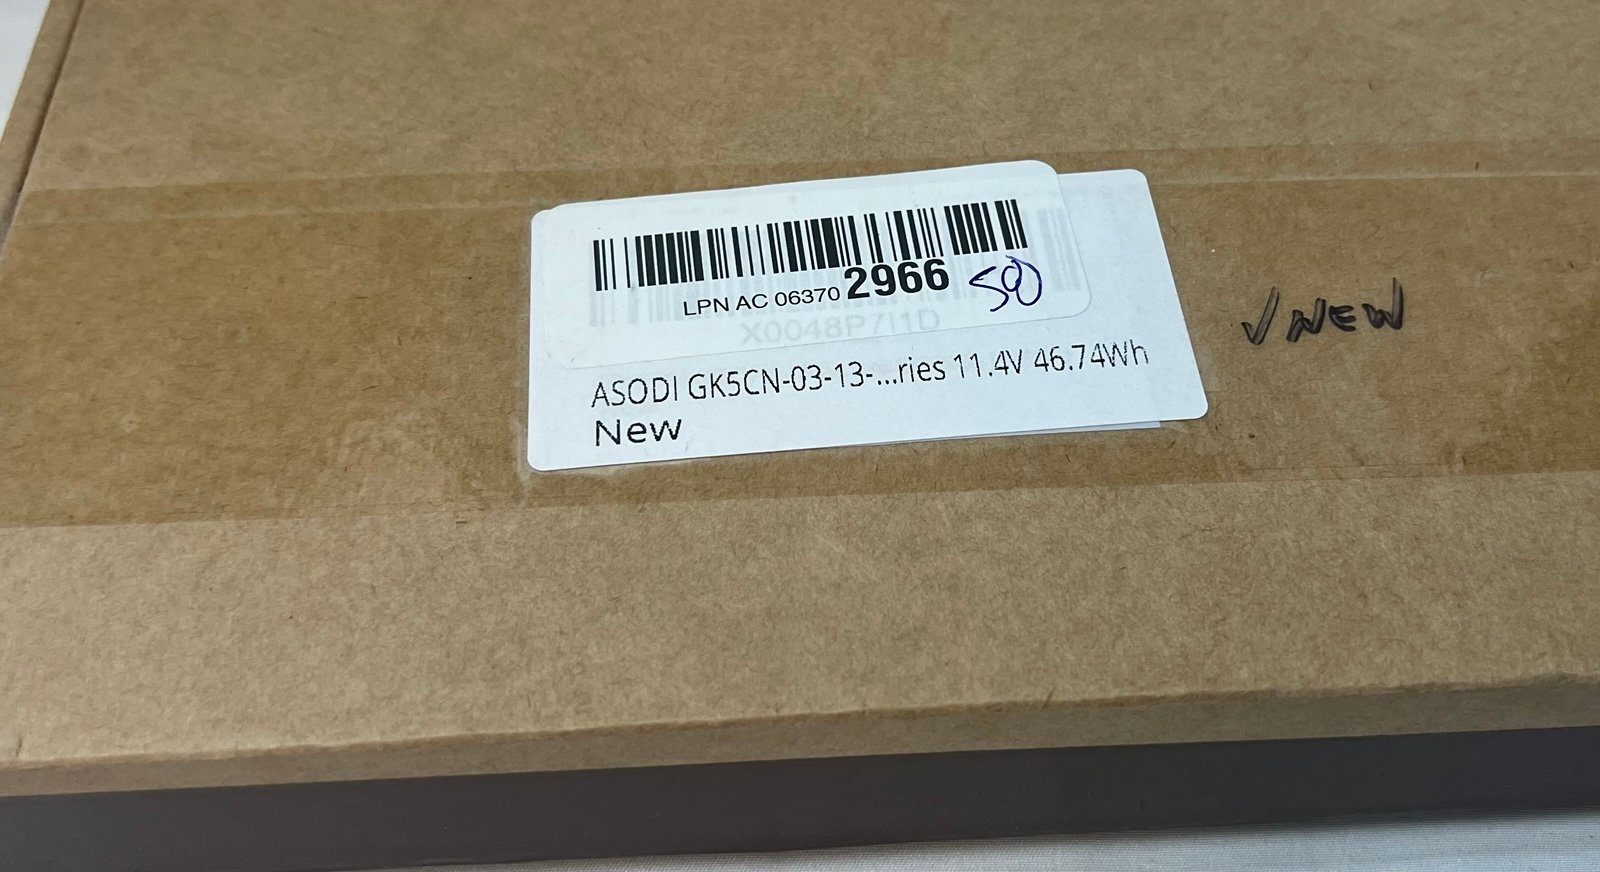 LPN AC 06370 2966 50
X0048P7I1D
ASODI GK5CN-03-13-...ries 11.4V 46.74Wh
New
✓ NEW